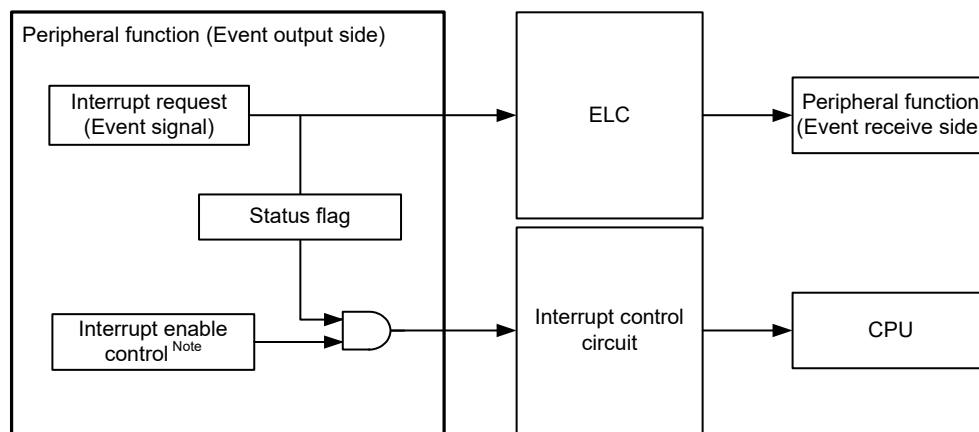 Peripheral function (Event output side)
Interrupt request
(Event signal)
ELC
Peripheral function
(Event receive side
Status flag
Interrupt enable
control Note
Interrupt control
circuit
CPU